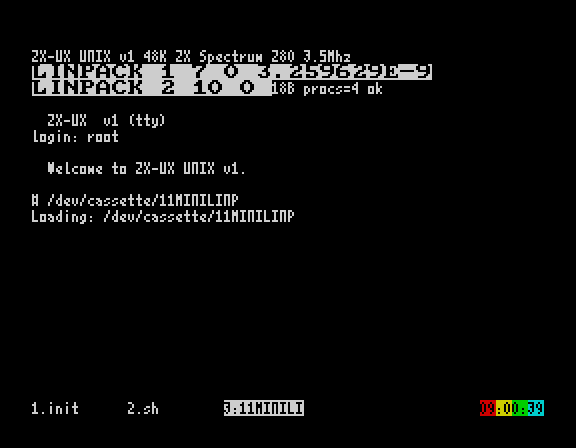 ZX-UX UNIX v1 48K ZX Spectrum Z80 3.5Mhz
LINPACK 1 7 0 3.259629E-9
LINPACK 2 10 0 18B procs=4 ok
ZX-UX v1 (tty)
login: root
Welcome to ZX-UX UNIX v1.
# /dev/cassette/11MINILINP
Loading: /dev/cassette/11MINILINP
1.init 2.sh 3.11MINILI 09:00:39